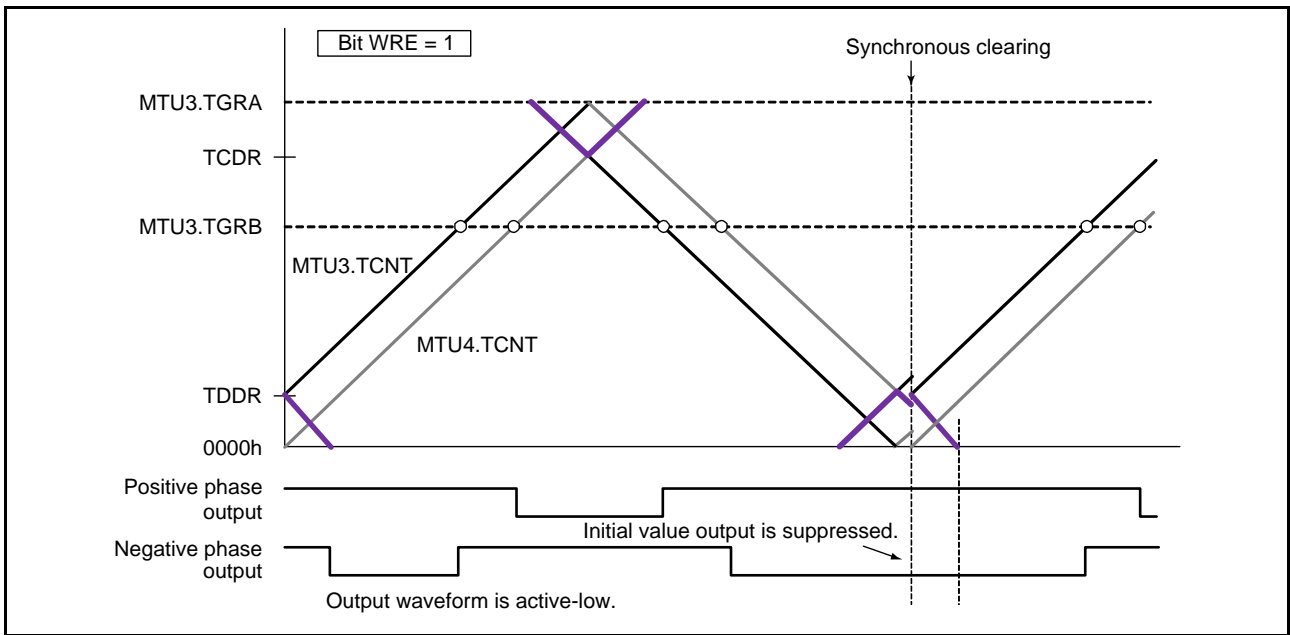 Bit WRE = 1
Synchronous clearing
MTU3.TGRA
TCDR
MTU3.TGRB
MTU3.TCNT
MTU4.TCNT
TDDR
0000h
Positive phase
output
Initial value output is suppressed.
Negative phase
output
Output waveform is active-low.